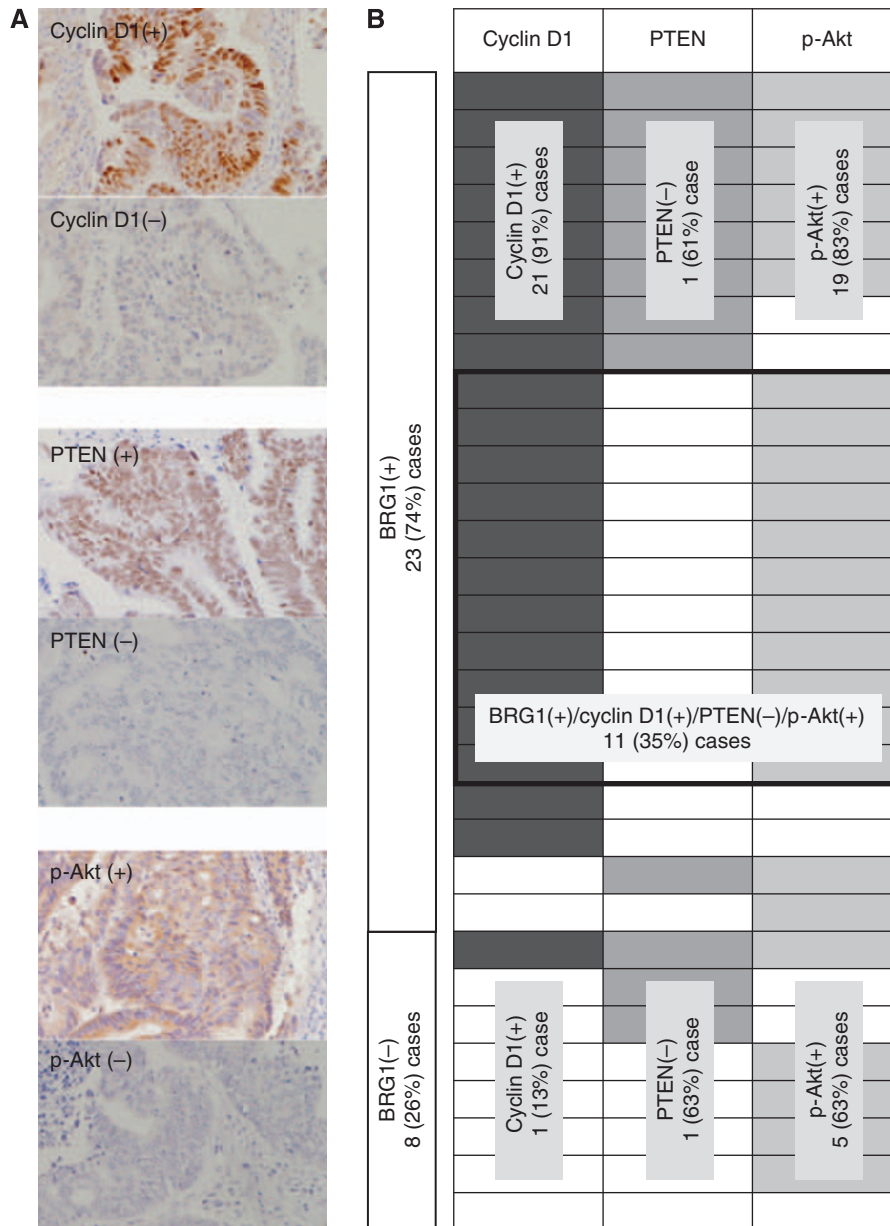 A
Cyclin D1(+)
Cyclin D1(–)
PTEN (+)
PTEN (–)
p-Akt (+)
p-Akt (–)
B
Cyclin D1 PTEN p-Akt
BRG1(+)
23 (74%) cases
Cyclin D1(+)
21 (91%) cases
PTEN(–)
1 (61%) case
p-Akt(+)
19 (83%) cases
BRG1(+)/cyclin D1(+)/PTEN(–)/p-Akt(+)
11 (35%) cases
BRG1(–)
8 (26%) cases
Cyclin D1(+)
1 (13%) case
PTEN(–)
1 (63%) case
p-Akt(+)
5 (63%) cases